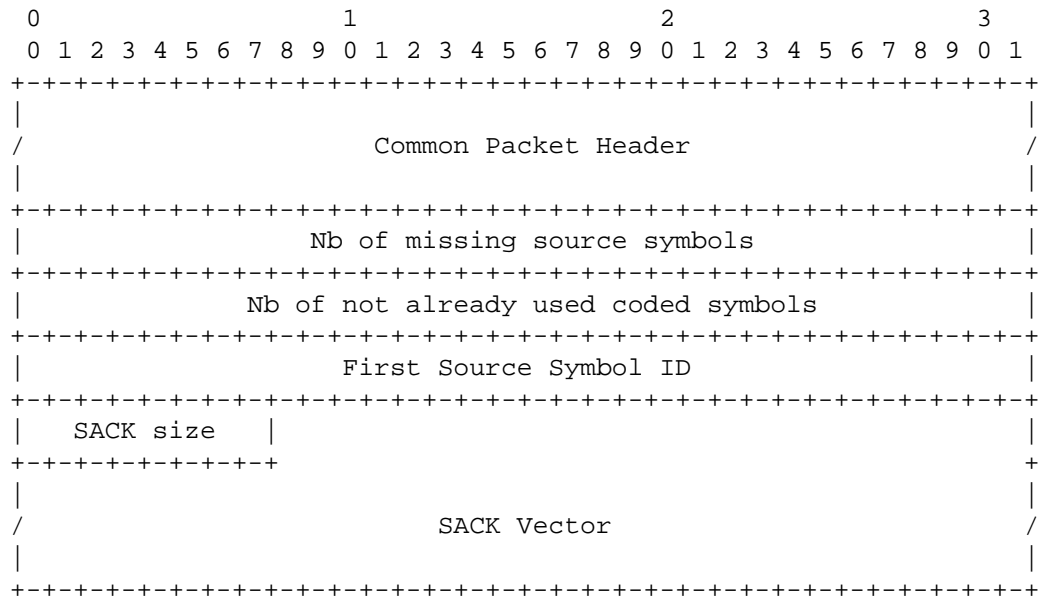 0                   1                   2                   3
0 1 2 3 4 5 6 7 8 9 0 1 2 3 4 5 6 7 8 9 0 1 2 3 4 5 6 7 8 9 0 1
+-+-+-+-+-+-+-+-+-+-+-+-+-+-+-+-+-+-+-+-+-+-+-+-+-+-+-+-+-+-+-+-+
|                                                               |
/                      Common Packet Header                     /
|                                                               |
+-+-+-+-+-+-+-+-+-+-+-+-+-+-+-+-+-+-+-+-+-+-+-+-+-+-+-+-+-+-+-+-+
|                  Nb of missing source symbols                 |
+-+-+-+-+-+-+-+-+-+-+-+-+-+-+-+-+-+-+-+-+-+-+-+-+-+-+-+-+-+-+-+-+
|              Nb of not already used coded symbols             |
+-+-+-+-+-+-+-+-+-+-+-+-+-+-+-+-+-+-+-+-+-+-+-+-+-+-+-+-+-+-+-+-+
|                    First Source Symbol ID                     |
+-+-+-+-+-+-+-+-+-+-+-+-+-+-+-+-+-+-+-+-+-+-+-+-+-+-+-+-+-+-+-+-+
|   SACK size   |                                               |
+-+-+-+-+-+-+-+-+                                               +
|                                                               |
/                          SACK Vector                          /
|                                                               |
+-+-+-+-+-+-+-+-+-+-+-+-+-+-+-+-+-+-+-+-+-+-+-+-+-+-+-+-+-+-+-+-+